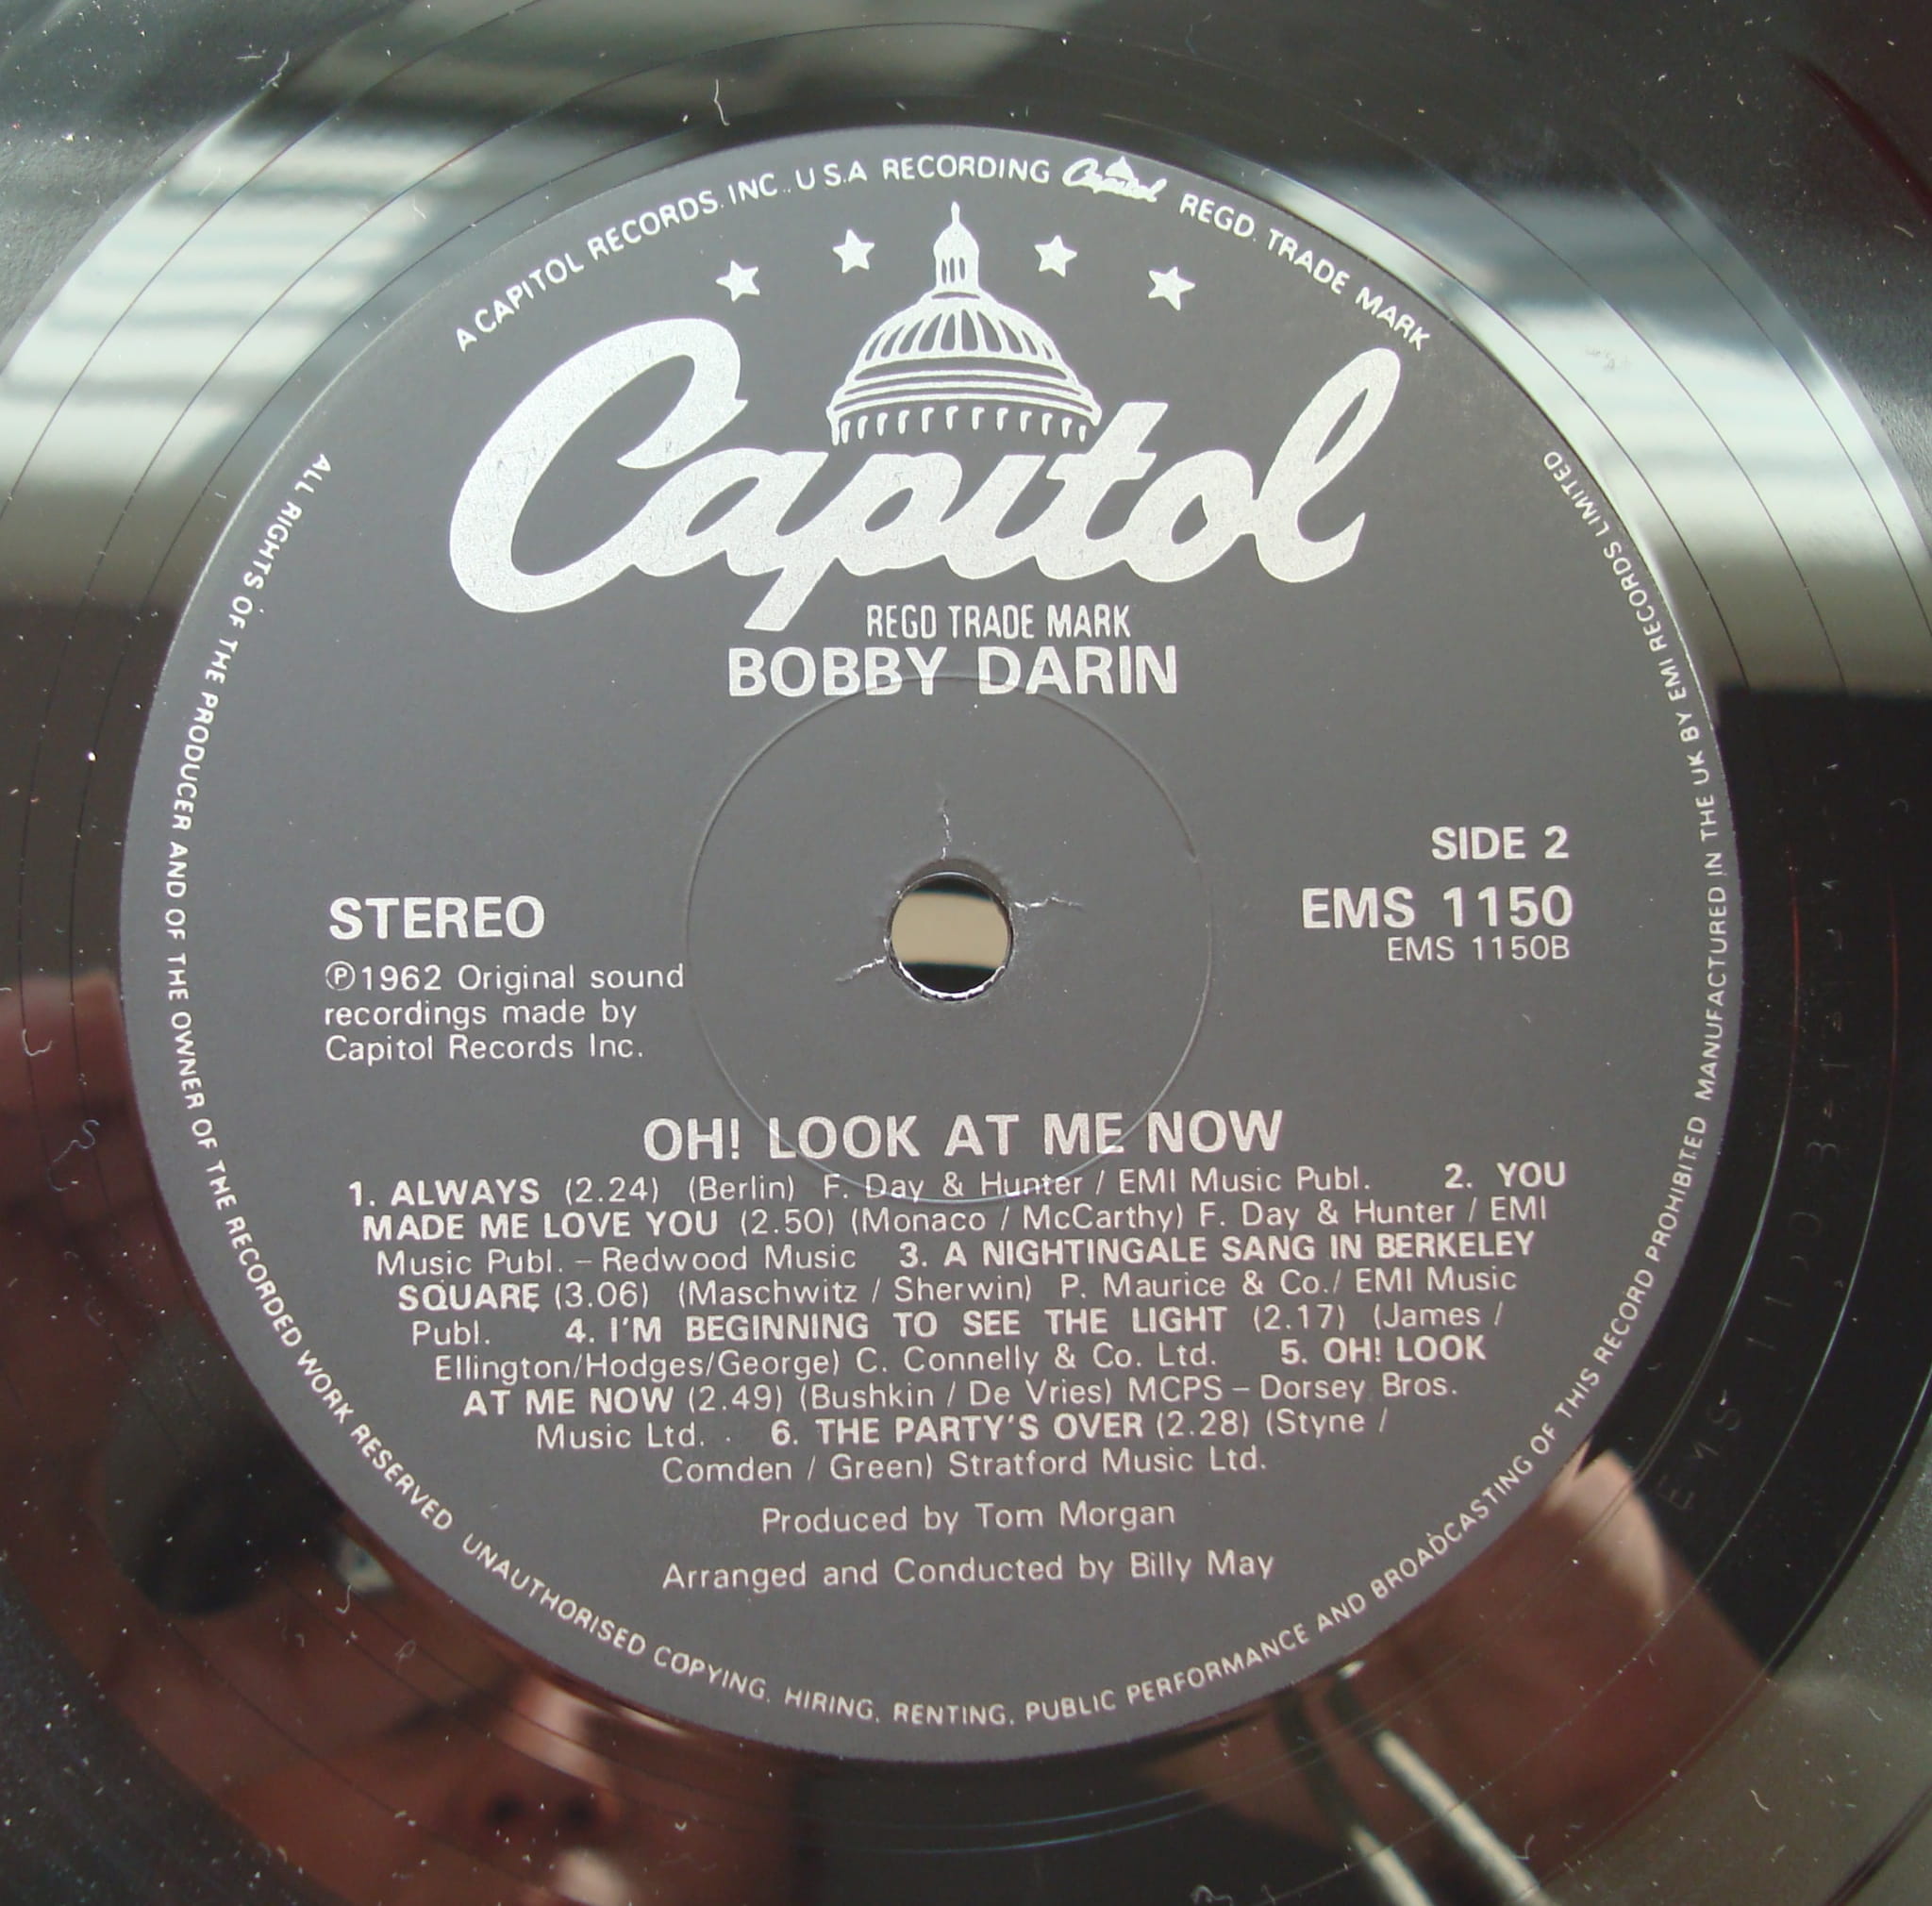 A CAPITOL RECORDS. INC.. U S.A RECORDING Capitol REGD. TRADE MARK
Capitol
REGD TRADE MARK
BOBBY DARIN
SIDE 2
STEREO
EMS 1150
EMS 1150B
℗1962 Original sound
recordings made by
Capitol Records Inc.
OH! LOOK AT ME NOW
1. ALWAYS (2.24) (Berlin) F. Day & Hunter / EMI Music Publ. 2. YOU
MADE ME LOVE YOU (2.50) (Monaco / McCarthy) F. Day & Hunter / EMI
Music Publ. – Redwood Music 3. A NIGHTINGALE SANG IN BERKELEY
SQUARE (3.06) (Maschwitz / Sherwin) P. Maurice & Co./ EMI Music
Publ. 4. I'M BEGINNING TO SEE THE LIGHT (2.17) (James /
Ellington/Hodges/George) C. Connelly & Co. Ltd. 5. OH! LOOK
AT ME NOW (2.49) (Bushkin / De Vries) MCPS – Dorsey Bros.
Music Ltd. 6. THE PARTY'S OVER (2.28) (Styne /
Comden / Green) Stratford Music Ltd.
Produced by Tom Morgan
Arranged and Conducted by Billy May
ALL RIGHTS OF THE PRODUCER AND OF THE OWNER OF THE RECORDED WORK RESERVED UNAUTHORISED COPYING, HIRING, RENTING, PUBLIC PERFORMANCE AND BROADCASTING OF THIS RECORD PROHIBITED MANUFACTURED IN THE UK BY EMI RECORDS LIMITED